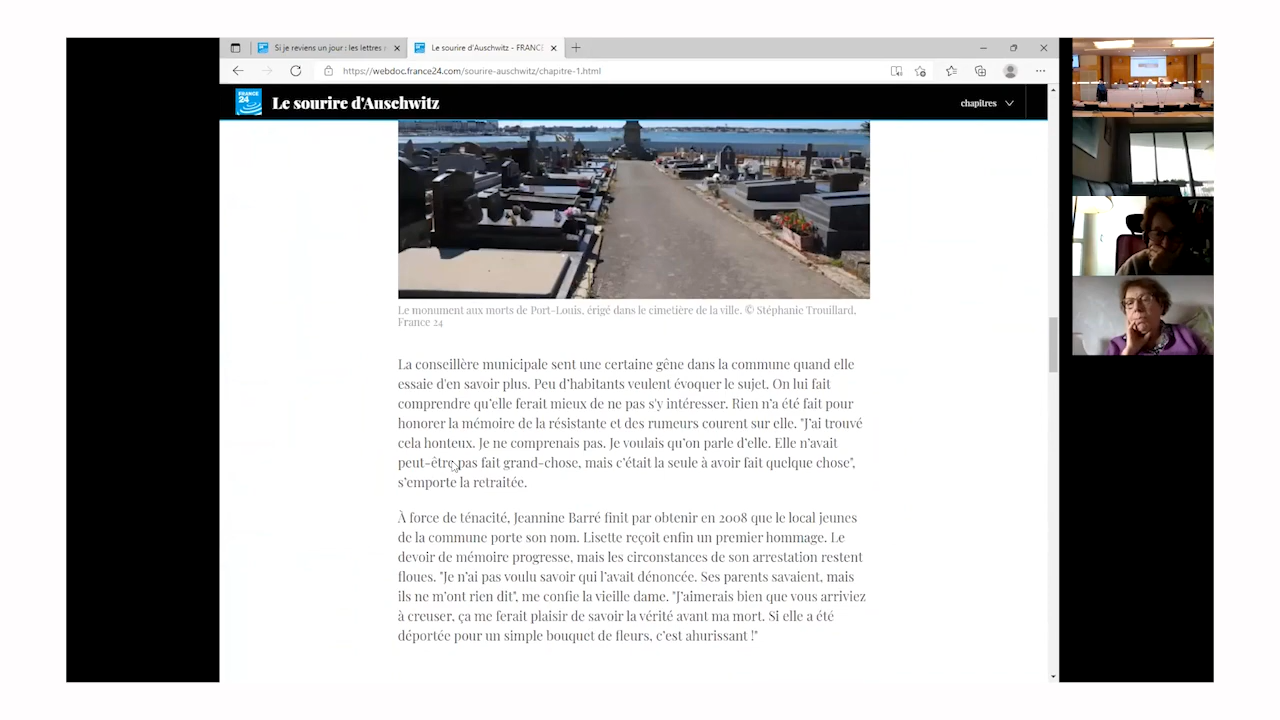 Si je reviens un jour : les lettres
Le sourire d'Auschwitz - FRANCE
https://webdoc.france24.com/sourire-auschwitz/chapitre-1.html
FRANCE
24
Le sourire d'Auschwitz
chapitres
Le monument aux morts de Port-Louis, érigé dans le cimetière de la ville. © Stéphanie Trouillard,
France 24
La conseillère municipale sent une certaine gêne dans la commune quand elle
essaie d'en savoir plus. Peu d'habitants veulent évoquer le sujet. On lui fait
comprendre qu'elle ferait mieux de ne pas s'y intéresser. Rien n'a été fait pour
honorer la mémoire de la résistante et des rumeurs courent sur elle. "J'ai trouvé
cela honteux. Je ne comprenais pas. Je voulais qu'on parle d'elle. Elle n'avait
peut-être pas fait grand-chose, mais c'était la seule à avoir fait quelque chose",
s'emporte la retraitée.
À force de ténacité, Jeannine Barré finit par obtenir en 2008 que le local jeunes
de la commune porte son nom. Lisette reçoit enfin un premier hommage. Le
devoir de mémoire progresse, mais les circonstances de son arrestation restent
floues. "Je n'ai pas voulu savoir qui l'avait dénoncée. Ses parents savaient, mais
ils ne m'ont rien dit", me confie la vieille dame. "J'aimerais bien que vous arriviez
à creuser, ça me ferait plaisir de savoir la vérité avant ma mort. Si elle a été
déportée pour un simple bouquet de fleurs, c'est ahurissant !"